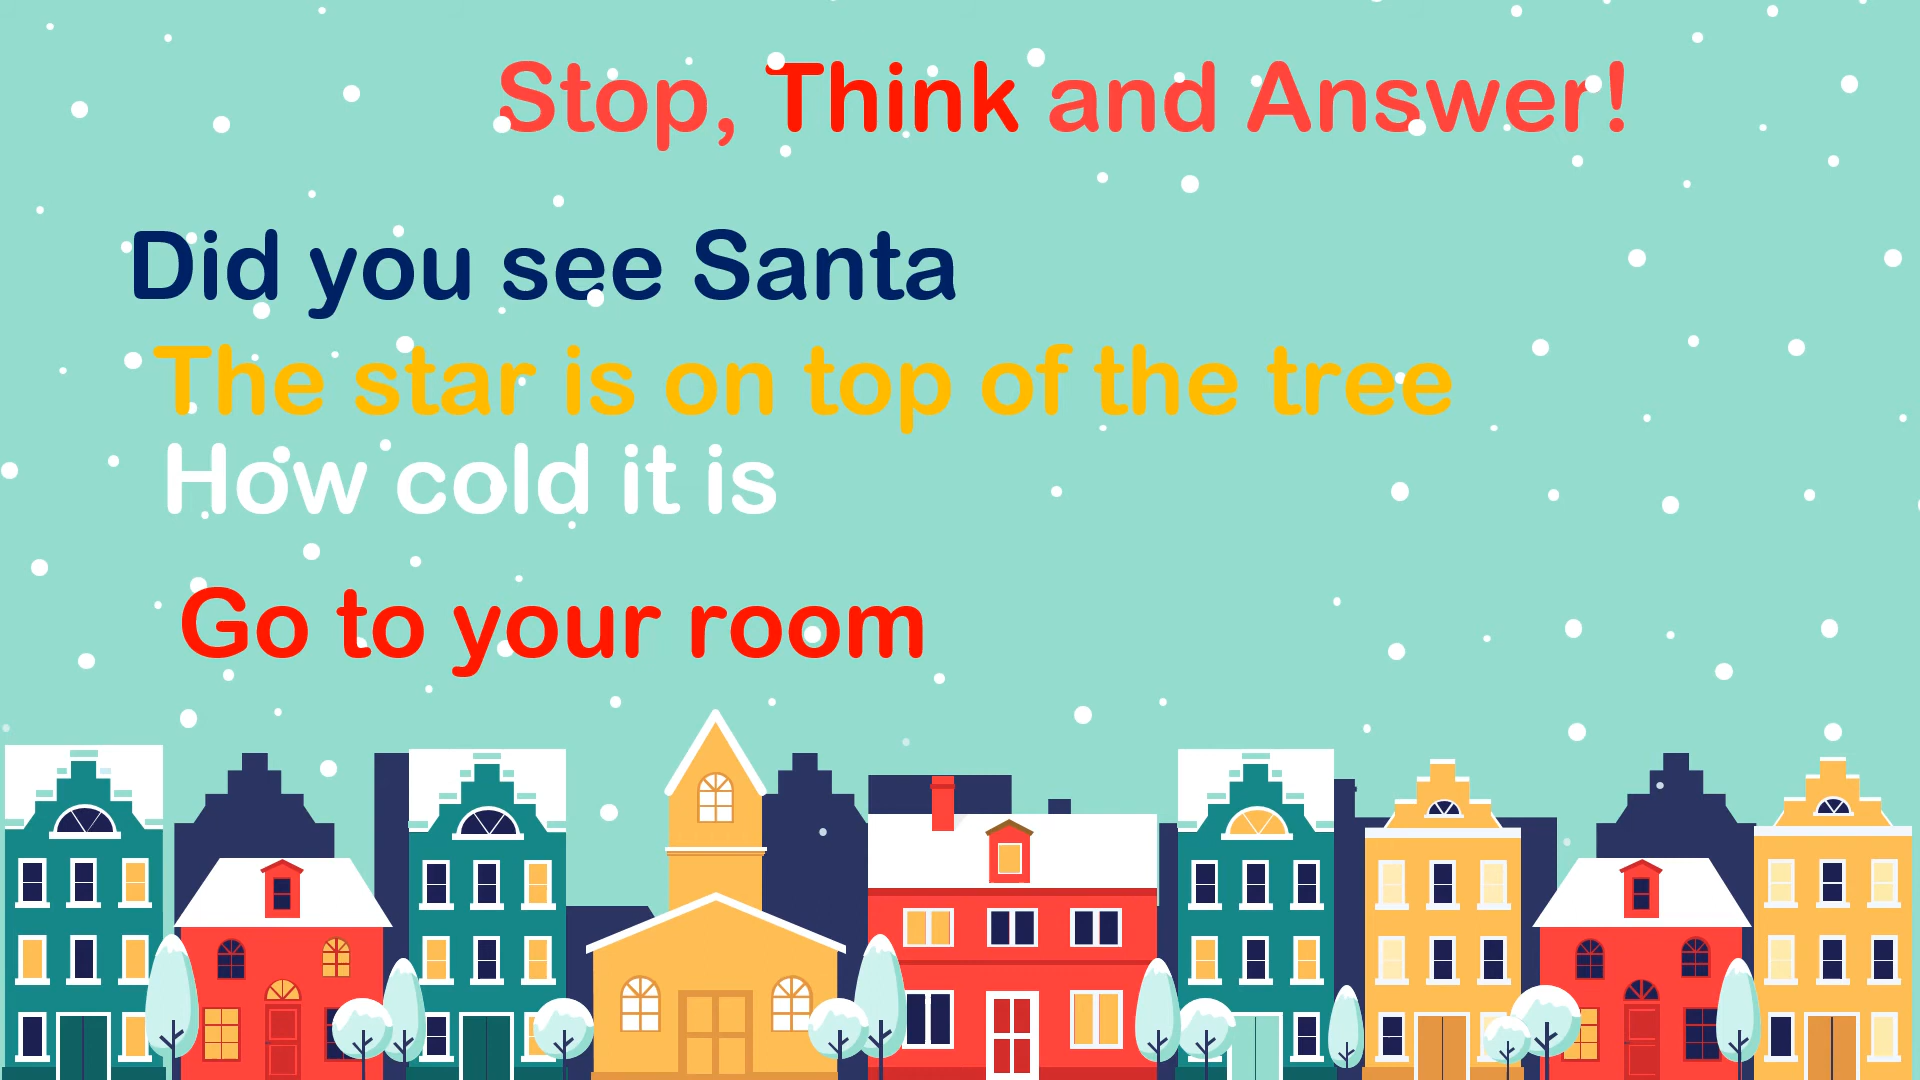 Stop, Think and Answer!
Did you see Santa
The star is on top of the tree
How cold it is
Go to your room